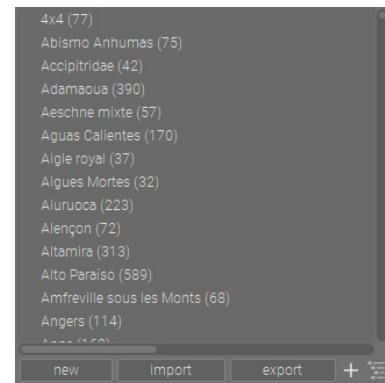 4x4 (77)
Abismo Anhumas (75)
Accipitridae (42)
Adamaoua (390)
Aeschne mixte (57)
Aguas Calientes (170)
Aigle royal (37)
Aigues Mortes (32)
Aiuruoca (223)
Alençon (72)
Altamira (313)
Alto Paraíso (589)
Amfreville sous les Monts (68)
Angers (114)
new import export +